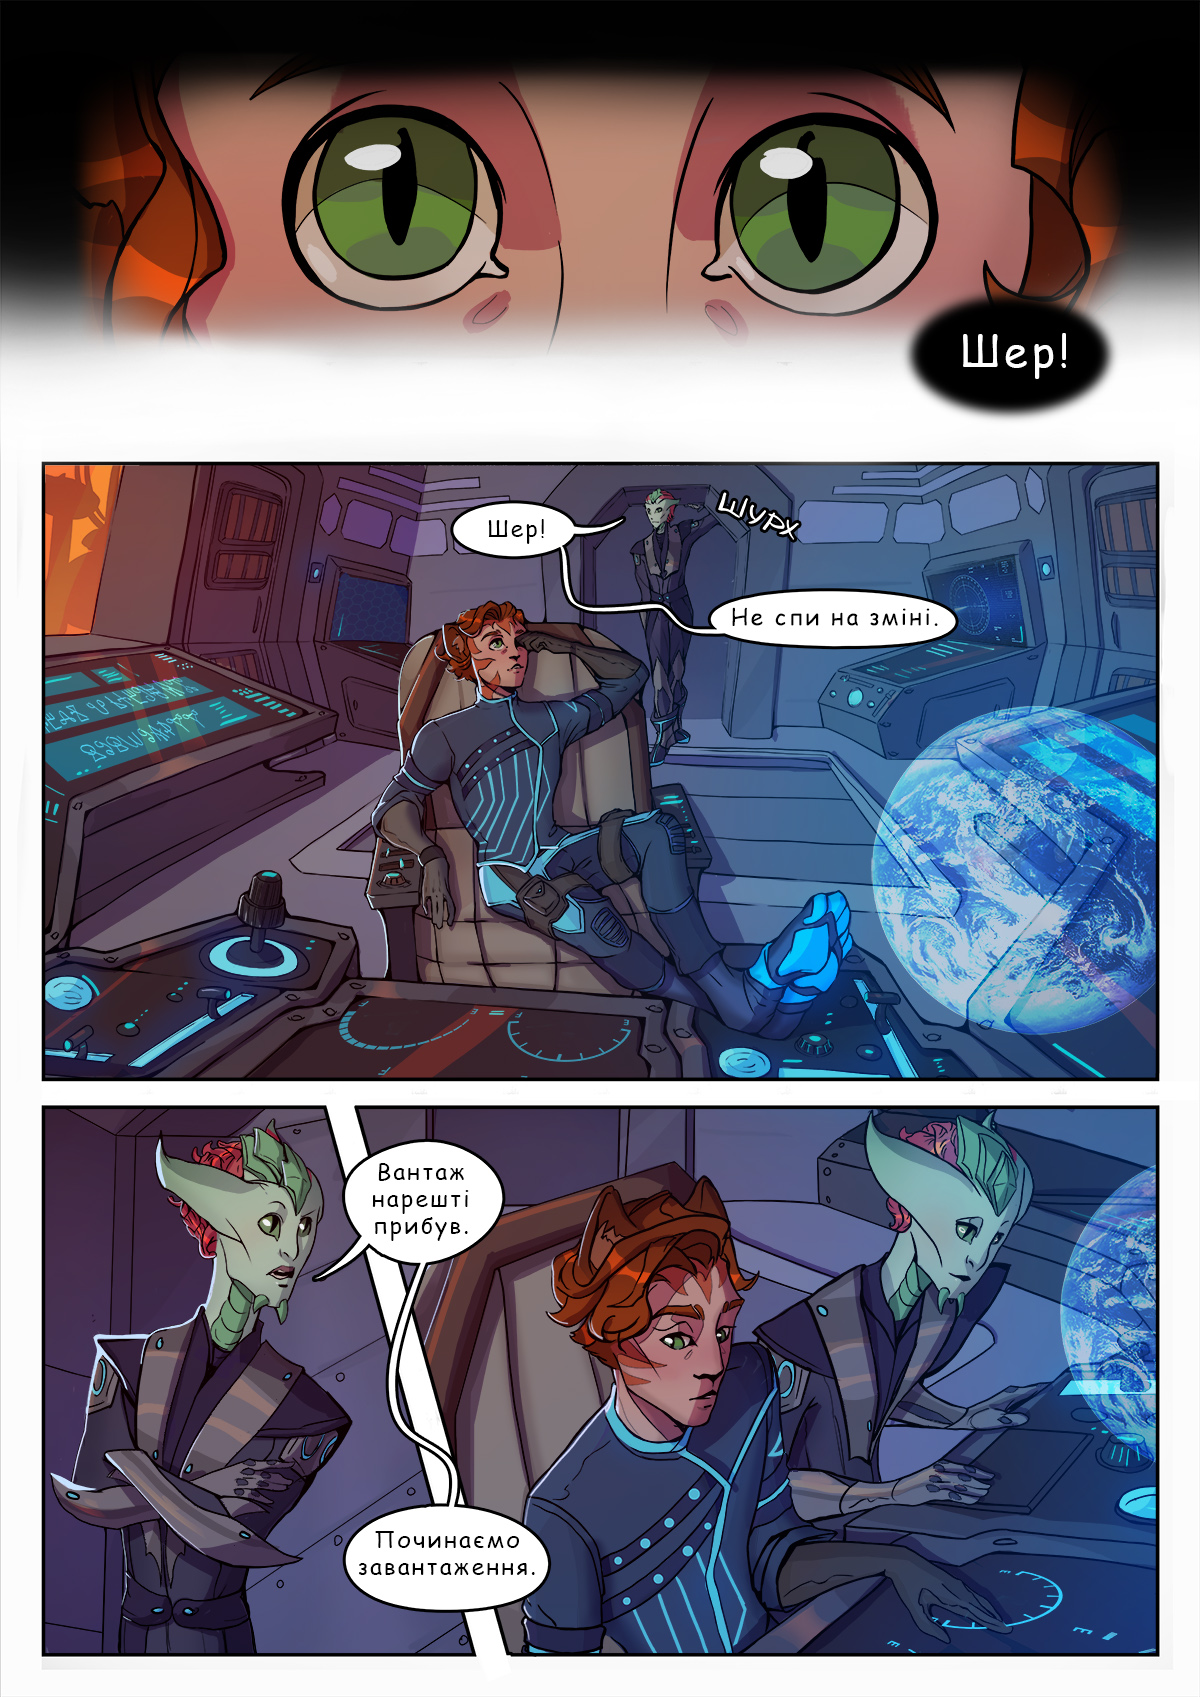 Шер!
Шер!
ШУРХ
Не спи на зміні.
Вантаж
нарешті
прибув.
Починаємо
завантаження.